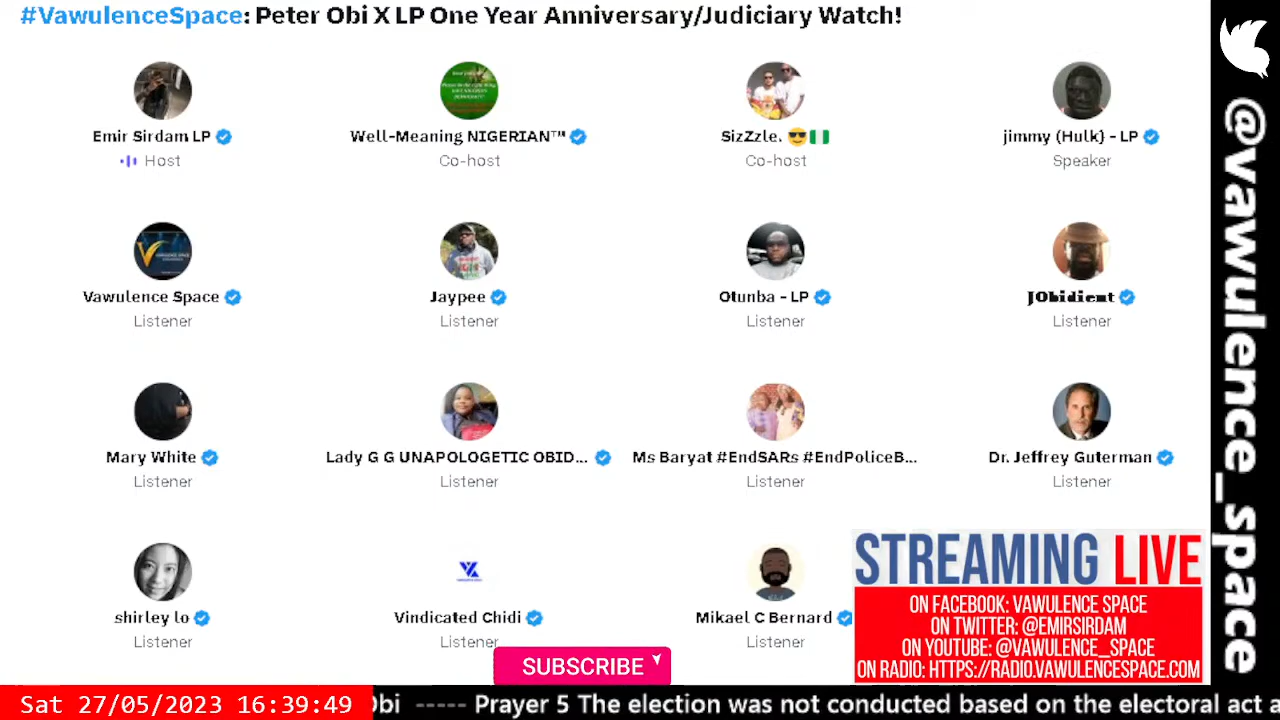 #VawulenceSpace: Peter Obi X LP One Year Anniversary/Judiciary Watch!
Emir Sirdam LP
Host
Well-Meaning NIGERIAN™
Co-host
SizZzle. 😎🇳🇬
Co-host
jimmy (Hulk) - LP
Speaker
Vawulence Space
Listener
Jaypee
Listener
Otunba - LP
Listener
JObidient
Listener
Mary White
Listener
Lady G G UNAPOLOGETIC OBID...
Listener
Ms Baryat #EndSARs #EndPoliceB...
Listener
Dr. Jeffrey Guterman
Listener
shirley lo
Listener
Vindicated Chidi
Listener
Mikael C Bernard
Listener
STREAMING LIVE
ON FACEBOOK: VAWULENCE SPACE
ON TWITTER: @EMIRSIRDAM
ON YOUTUBE: @VAWULENCE_SPACE
ON RADIO: HTTPS://RADIO.VAWULENCESPACE.COM
SUBSCRIBE
@vawulence_space
Sat 27/05/2023 16:39:49
Obi ----- Prayer 5 The election was not conducted based on the electoral act a